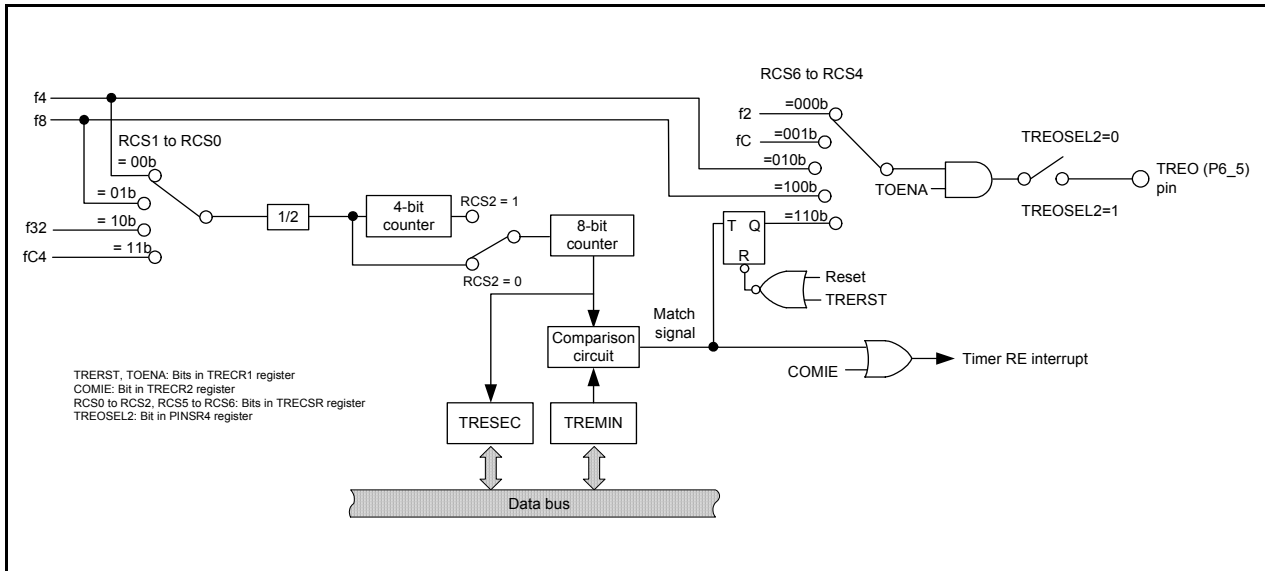 RCS6 to RCS4
f4
f8
f2
=000b
fC
=001b
=010b
=100b
=110b
TREOSEL2=0
TREOSEL2=1
TREO (P6_5)
pin
TOENA
RCS1 to RCS0
= 00b
= 01b
f32
= 10b
fC4
= 11b
1/2
4-bit
counter
RCS2 = 1
RCS2 = 0
8-bit
counter
T Q
R
Reset
TRERST
Comparison
circuit
Match
signal
COMIE
Timer RE interrupt
TRERST, TOENA: Bits in TRECR1 register
COMIE: Bit in TRECR2 register
RCS0 to RCS2, RCS5 to RCS6: Bits in TRECSR register
TREOSEL2: Bit in PINSR4 register
TRESEC
TREMIN
Data bus